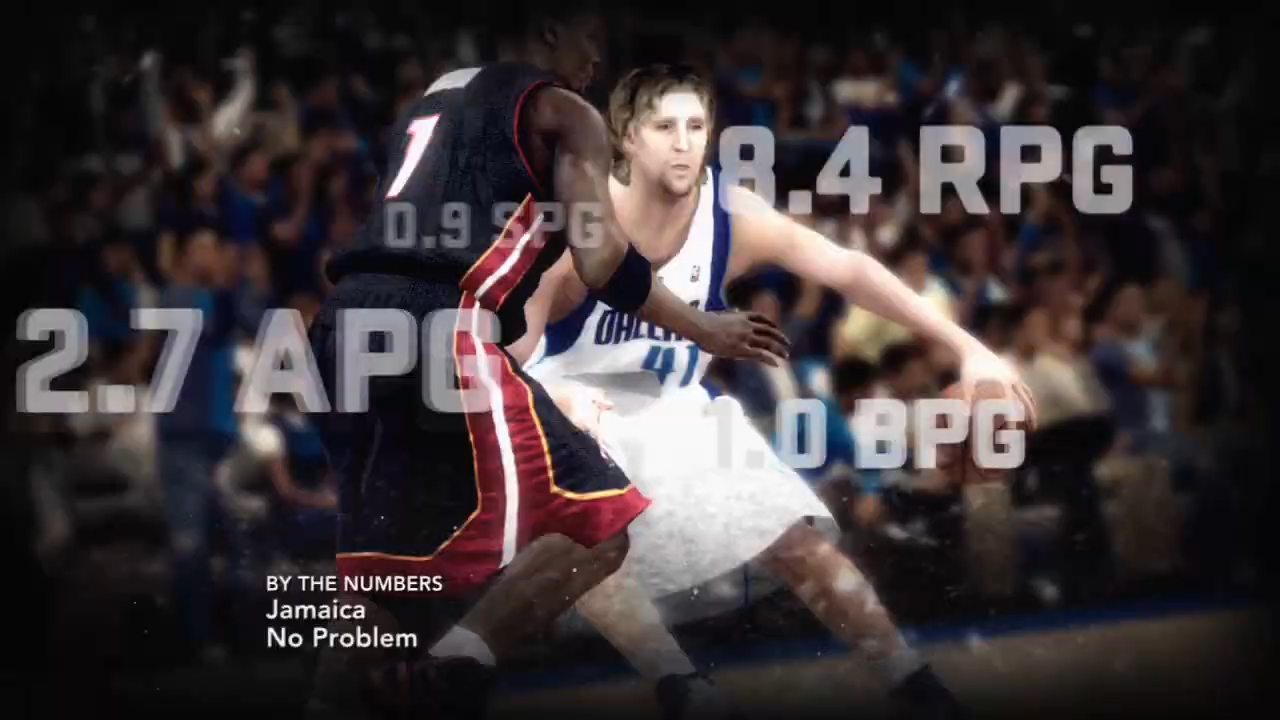 1
8.4 RPG
0.9 SPG
2.7 APG
DALLAS
41
1.0 BPG
BY THE NUMBERS
Jamaica
No Problem